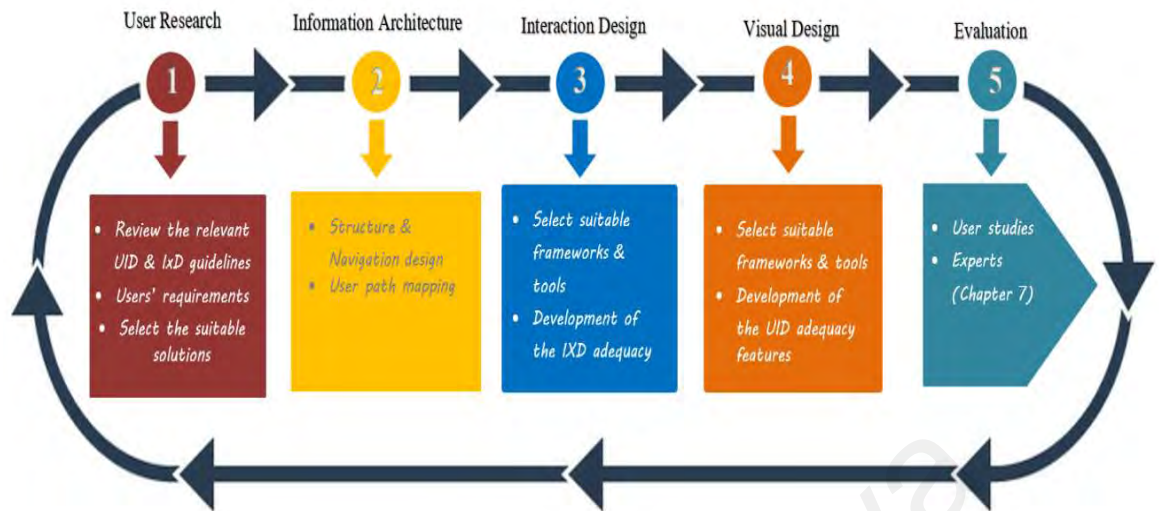 User Research
Information Architecture
Interaction Design
Visual Design
Evaluation
1
2
3
4
5
• Review the relevant
UID & IxD guidelines
• Users' requirements
• Select the suitable
solutions
• Structure &
Navigation design
• User path mapping
• Select suitable
frameworks &
tools
• Development of
the IXD adequacy
• Select suitable
frameworks & tools
• Development of
the UID adequacy
features
• User studies
• Experts
(Chapter 7)